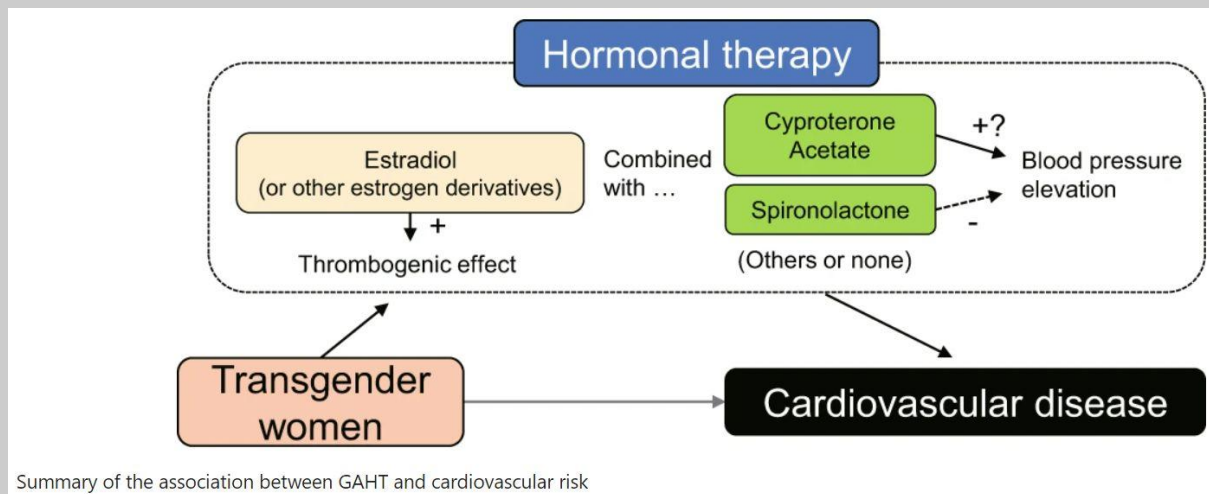 Hormonal therapy
Estradiol
(or other estrogen derivatives)
+
Thrombogenic effect
Combined
with ...
Cyproterone
Acetate
Spironolactone
(Others or none)
+?
-
Blood pressure
elevation
Transgender
women
Cardiovascular disease
Summary of the association between GAHT and cardiovascular risk